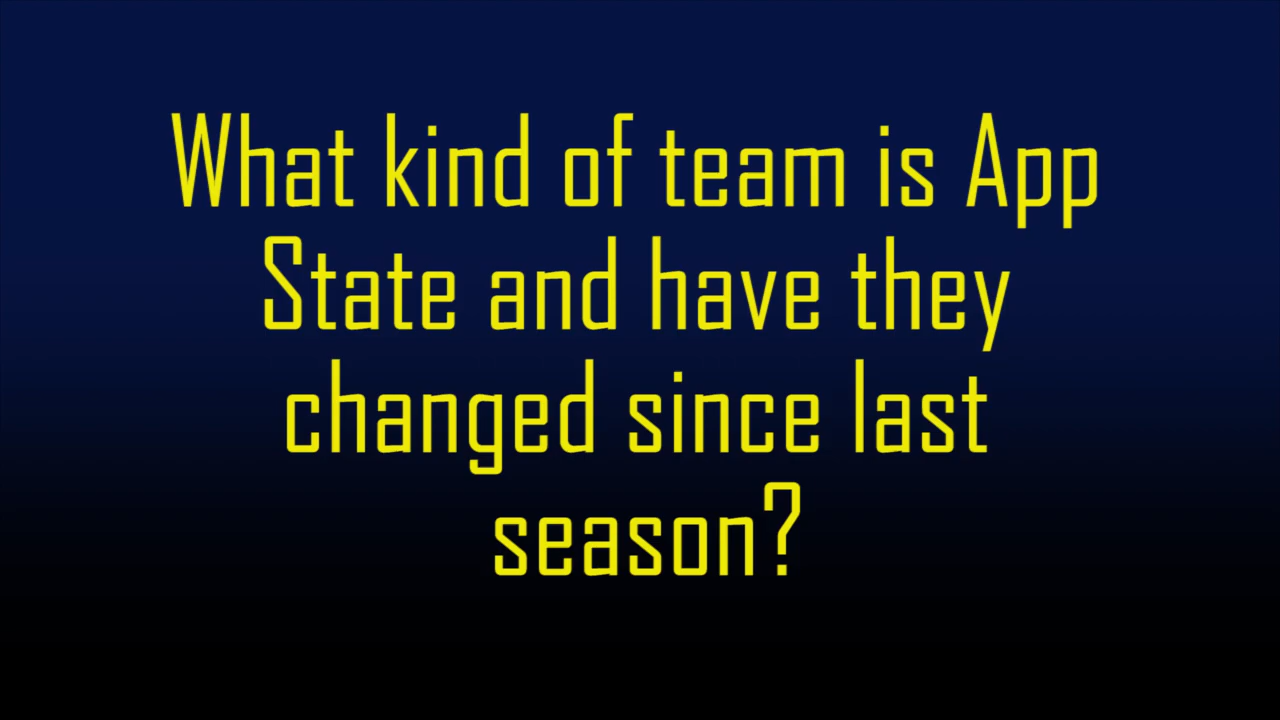 What kind of team is App
State and have they
changed since last
season?